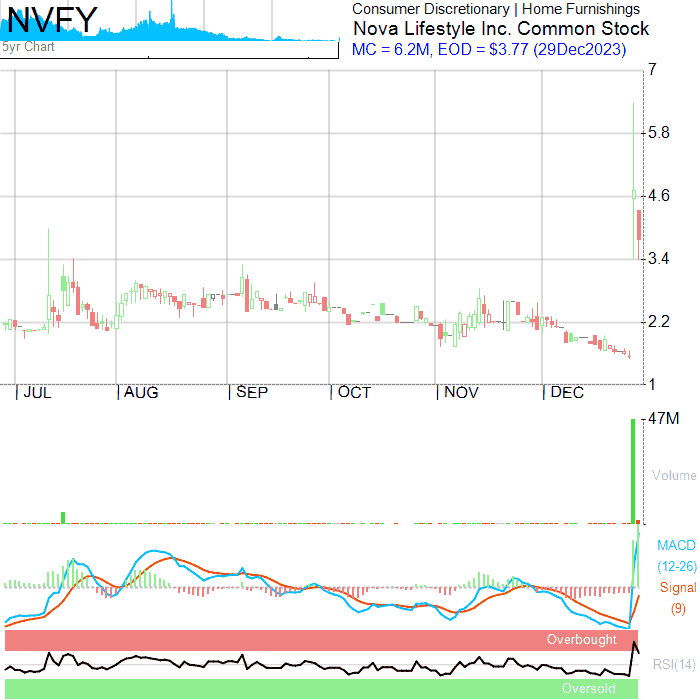 NVFY
5yr Chart
Consumer Discretionary | Home Furnishings
Nova Lifestyle Inc. Common Stock
MC = 6.2M, EOD = $3.77 (29Dec2023)
7
5.8
4.6
3.4
2.2
1
JUL AUG SEP OCT NOV DEC
47M
Volume
MACD
(12-26)
Signal
(9)
Overbought
RSI(14)
Oversold